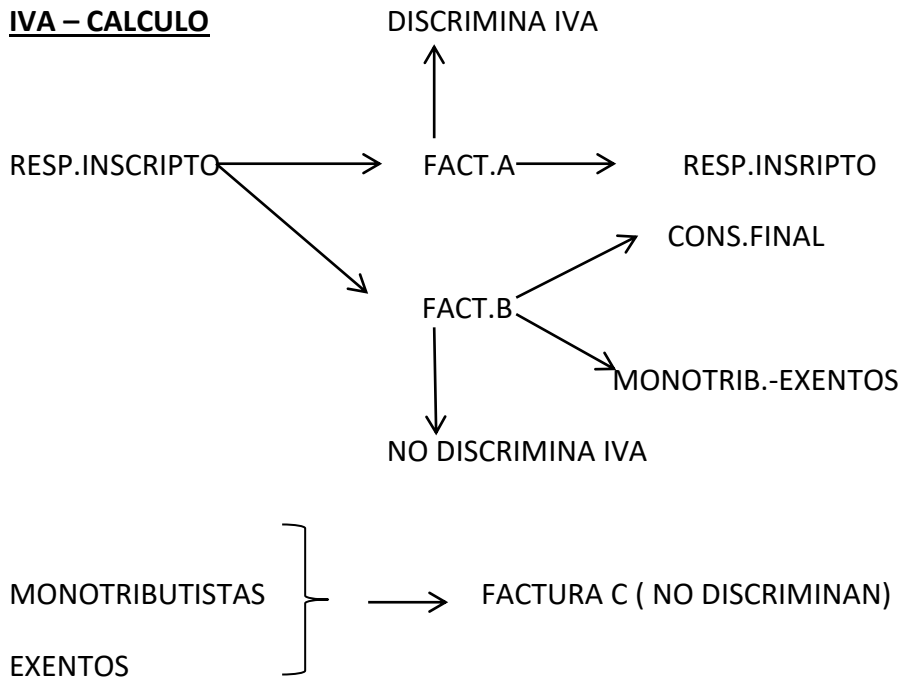 IVA – CALCULO
DISCRIMINA IVA
RESP.INSCRIPTO
FACT.A
RESP.INSRIPTO
CONS.FINAL
FACT.B
MONOTRIB.-EXENTOS
NO DISCRIMINA IVA
MONOTRIBUTISTAS
FACTURA C ( NO DISCRIMINAN)
EXENTOS